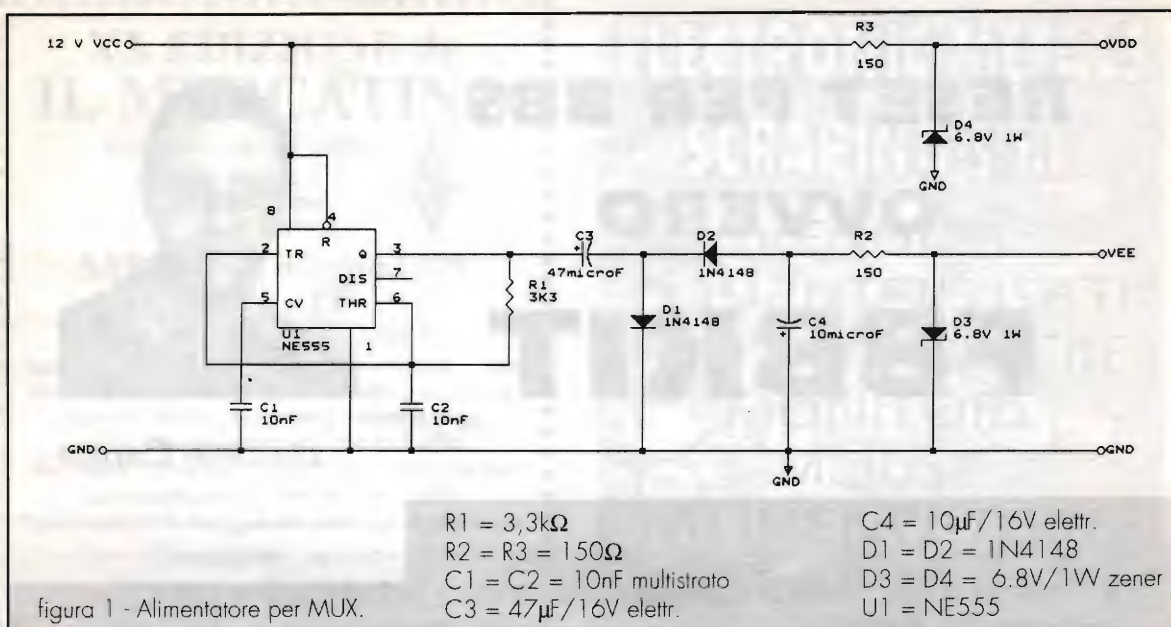 12 V VCC
R3
150
VDD
D4
6.8V 1W
GND
8
4
R
2
TR
Q
3
DIS
7
5
CV
THR
6
U1
NE555
1
C3
+
47microF
D2
1N4148
R2
150
VEE
R1
3K3
D1
1N4148
C4
+
10microF
D3
6.8V 1W
C1
10nF
C2
10nF
GND
GND
GND
R1 = 3,3kΩ
R2 = R3 = 150Ω
C1 = C2 = 10nF multistrato
C3 = 47µF/16V elettr.
C4 = 10µF/16V elettr.
D1 = D2 = 1N4148
D3 = D4 = 6.8V/1W zener
U1 = NE555
figura 1 - Alimentatore per MUX.